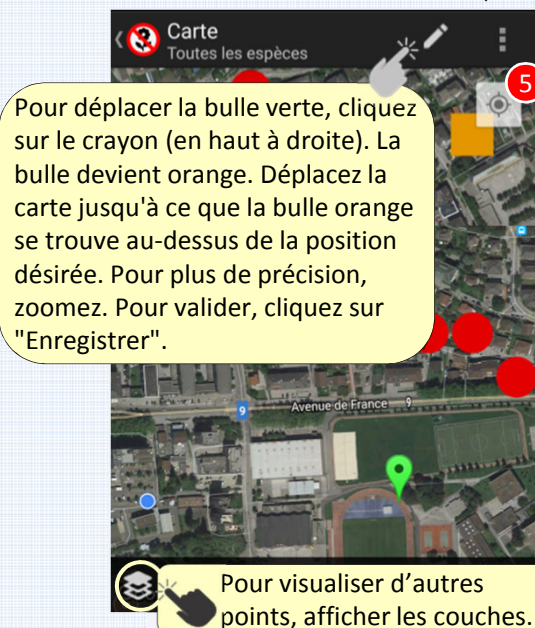 Carte
Toutes les espèces
5
Pour déplacer la bulle verte, cliquez
sur le crayon (en haut à droite). La
bulle devient orange. Déplacez la
carte jusqu'à ce que la bulle orange
se trouve au-dessus de la position
désirée. Pour plus de précision,
zoomez. Pour valider, cliquez sur
"Enregistrer".
9 Avenue de France 9
Pour visualiser d’autres
points, afficher les couches.